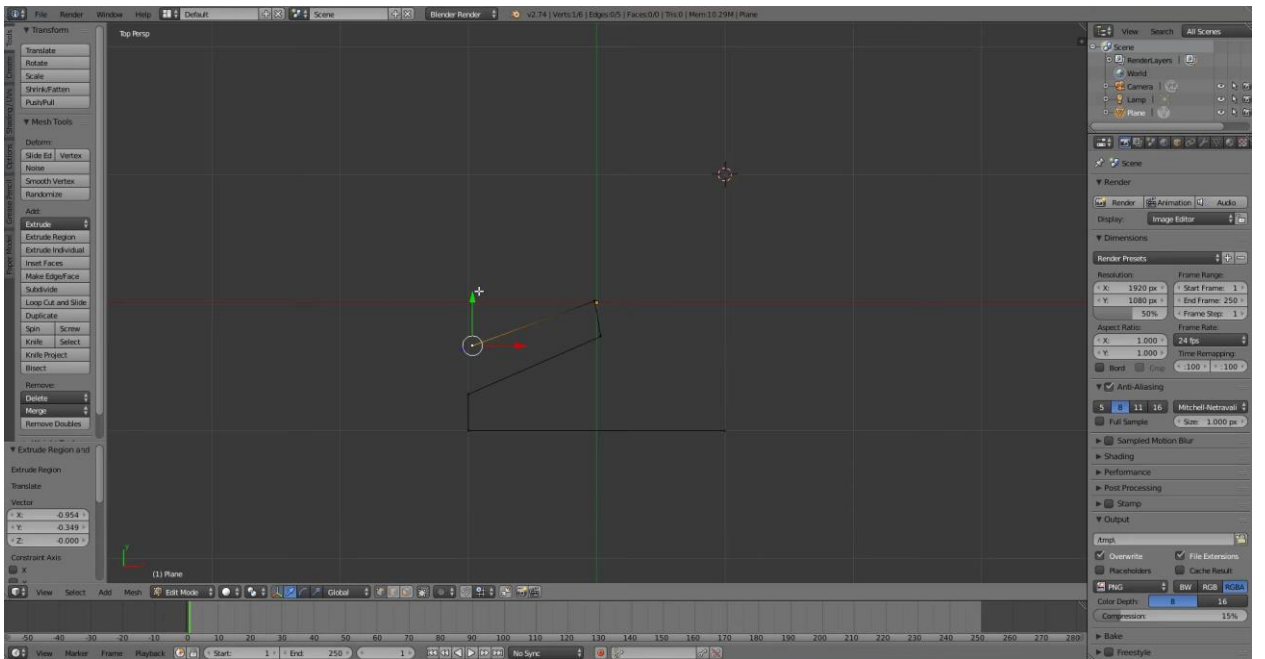 File Render Window Help Default Scene Blender Render v2.74 | Verts:1/6 | Edges:0/5 | Faces:0/0 | Tris:0 | Mem:10.29M | Plane
Tools
Create
Shading/UVs
Options
Grease Pencil
Paper Model
▼ Transform
Translate
Rotate
Scale
Shrink/Fatten
Push/Pull
▼ Mesh Tools
Deform:
Slide Ed Vertex
Noise
Smooth Vertex
Randomize
Add:
Extrude
Extrude Region
Extrude Individual
Inset Faces
Make Edge/Face
Subdivide
Loop Cut and Slide
Duplicate
Spin Screw
Knife Select
Knife Project
Bisect
Remove:
Delete
Merge
Remove Doubles
▼ Extrude Region and
Extrude Region
Translate
Vector
X: -0.954
Y: -0.349
Z: -0.000
Constraint Axis
X
Top Persp
y
(1) Plane
View Select Add Mesh Edit Mode Global
-50 -40 -30 -20 -10 0 10 20 30 40 50 60 70 80 90 100 110 120 130 140 150 160 170 180 190 200 210 220 230 240 250 260 270 280
View Marker Frame Playback Start: 1 End: 250 1 No Sync
View Search All Scenes
Scene
RenderLayers |
World
Camera |
Lamp |
Plane |
Scene
▼ Render
Render Animation Audio
Display: Image Editor
▼ Dimensions
Render Presets
Resolution: Frame Range:
X: 1920 px Start Frame: 1
Y: 1080 px End Frame: 250
50% Frame Step: 1
Aspect Ratio: Frame Rate:
X: 1.000 24 fps
Y: 1.000 Time Remapping:
Bord Crop :100 :100
▼ Anti-Aliasing
5 8 11 16 Mitchell-Netravali
Full Sample Size: 1.000 px
▶ Sampled Motion Blur
▶ Shading
▶ Performance
▶ Post Processing
▶ Stamp
▼ Output
/tmp\
Overwrite File Extensions
Placeholders Cache Result
PNG BW RGB RGBA
Color Depth: 8 16
Compression: 15%
▶ Bake
▶ Freestyle